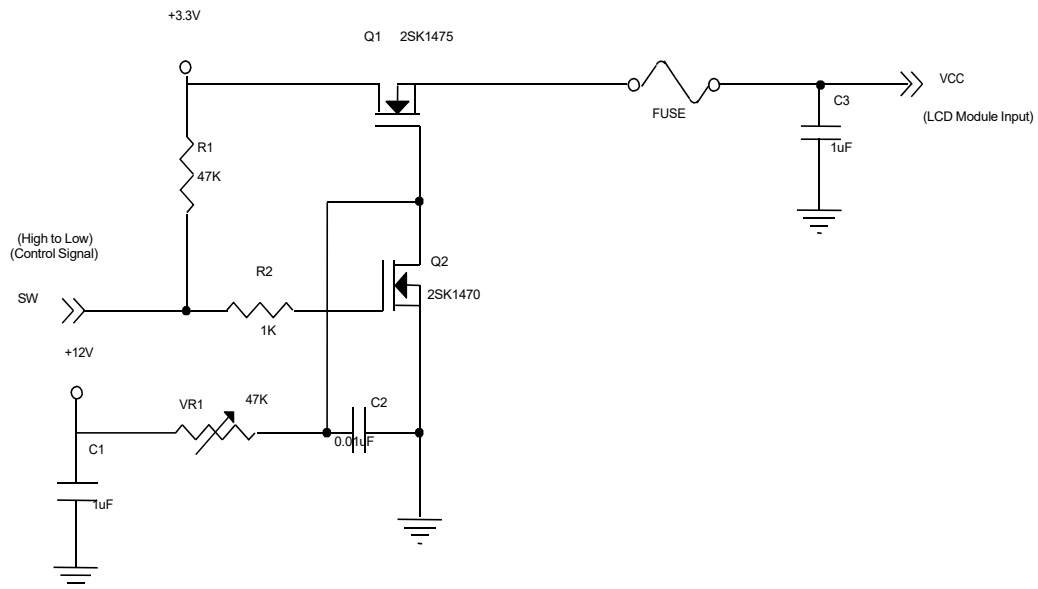 +3.3V
Q1 2SK1475
VCC
C3
FUSE
(LCD Module Input)
R1
1uF
47K
(High to Low)
(Control Signal)
Q2
R2
SW
2SK1470
1K
+12V
VR1
47K
C2
0.01uF
C1
1uF